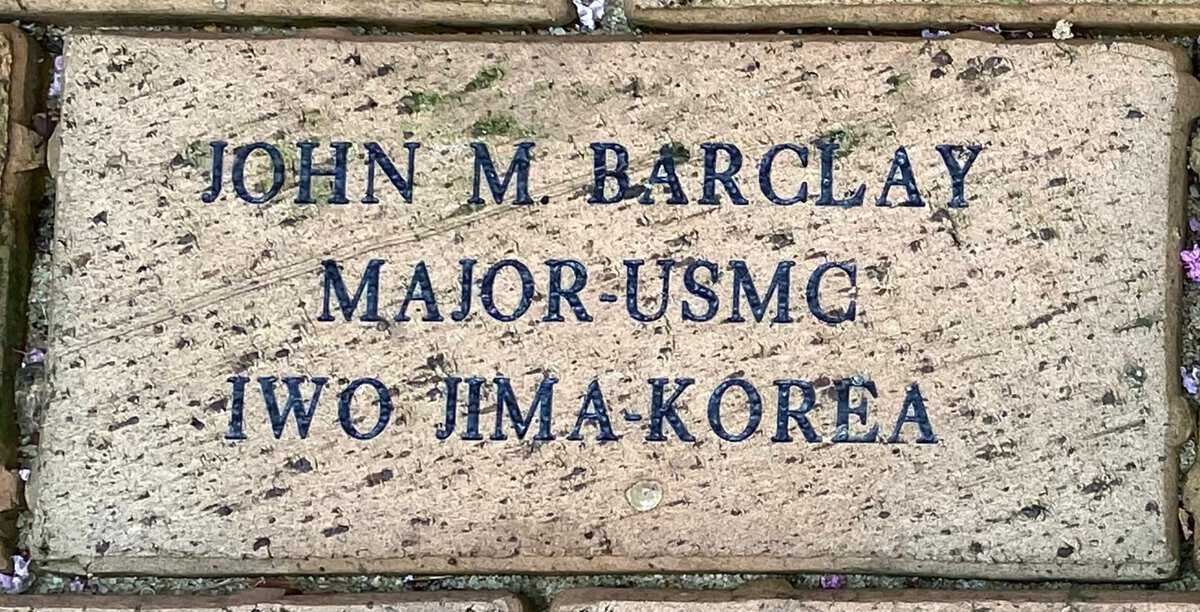 JOHN M. BARCLAY
MAJOR-USMC
IWO JIMA-KOREA